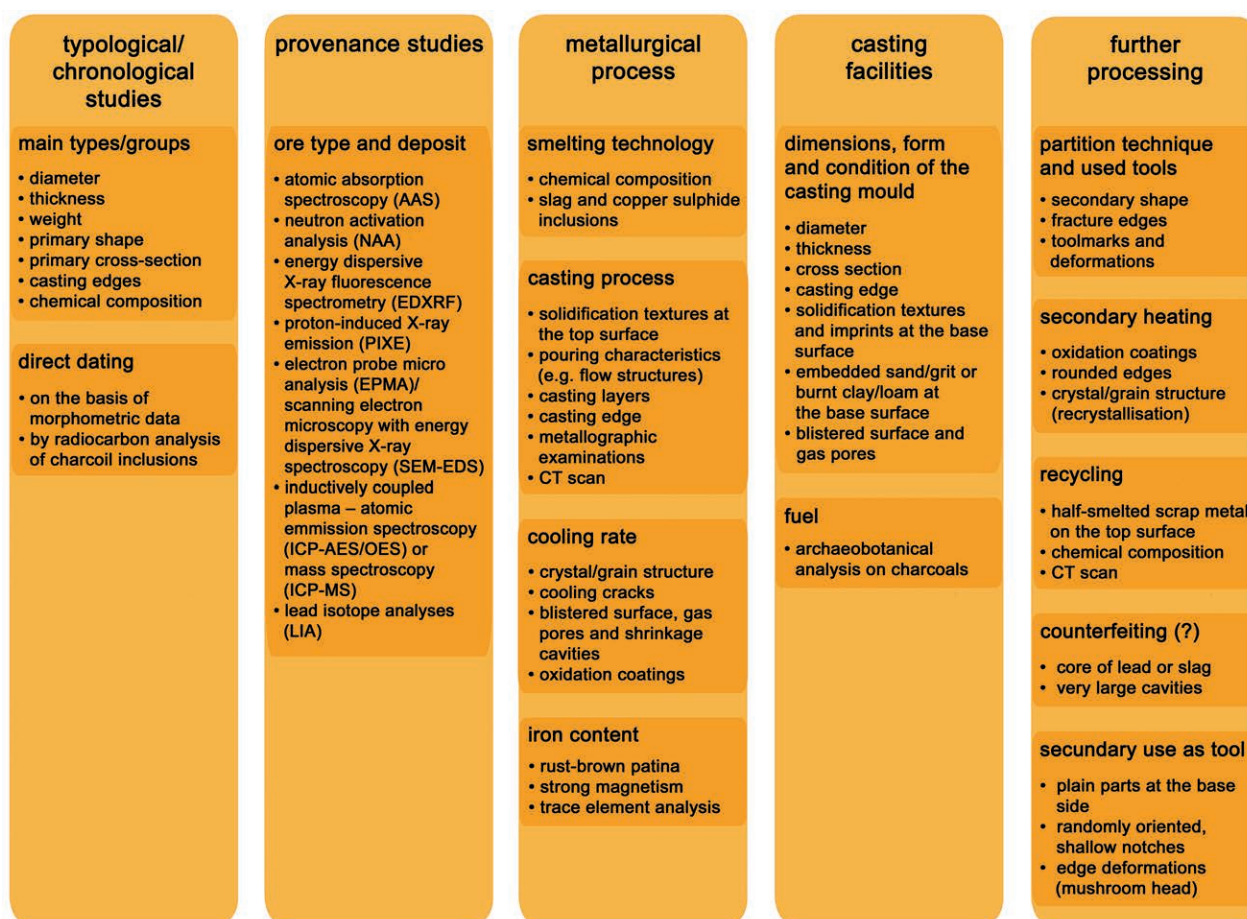 typological/
chronological
studies
main types/groups
• diameter
• thickness
• weight
• primary shape
• primary cross-section
• casting edges
• chemical composition
direct dating
• on the basis of
morphometric data
• by radiocarbon analysis
of charcoil inclusions
provenance studies
ore type and deposit
• atomic absorption
spectroscopy (AAS)
• neutron activation
analysis (NAA)
• energy dispersive
X-ray fluorescence
spectrometry (EDXRF)
• proton-induced X-ray
emission (PIXE)
• electron probe micro
analysis (EPMA)/
scanning electron
microscopy with energy
dispersive X-ray
spectroscopy (SEM-EDS)
• inductively coupled
plasma – atomic
emmission spectroscopy
(ICP-AES/OES) or
mass spectroscopy
(ICP-MS)
• lead isotope analyses
(LIA)
metallurgical
process
smelting technology
• chemical composition
• slag and copper sulphide
inclusions
casting process
• solidification textures at
the top surface
• pouring characteristics
(e.g. flow structures)
• casting layers
• casting edge
• metallographic
examinations
• CT scan
cooling rate
• crystal/grain structure
• cooling cracks
• blistered surface, gas
pores and shrinkage
cavities
• oxidation coatings
iron content
• rust-brown patina
• strong magnetism
• trace element analysis
casting
facilities
dimensions, form
and condition of the
casting mould
• diameter
• thickness
• cross section
• casting edge
• solidification textures
and imprints at the base
surface
• embedded sand/grit or
burnt clay/loam at
the base surface
• blistered surface and
gas pores
fuel
• archaeobotanical
analysis on charcoals
further
processing
partition technique
and used tools
• secondary shape
• fracture edges
• toolmarks and
deformations
secondary heating
• oxidation coatings
• rounded edges
• crystal/grain structure
(recrystallisation)
recycling
• half-smelted scrap metal
on the top surface
• chemical composition
• CT scan
counterfeiting (?)
• core of lead or slag
• very large cavities
secundary use as tool
• plain parts at the base
side
• randomly oriented,
shallow notches
• edge deformations
(mushroom head)